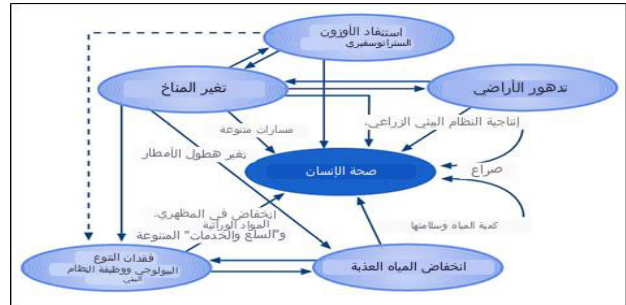 استنفاد الأوزون
الستراتوسفيري
تغير المناخ
تدهور الأراضي
إنتاجية النظام البيئي الزراعي.
مسارات متنوعة
تغير هطول الأمطار
صحة الإنسان
صراع
انخفاض في المظهري.
المواد الوراثية
و"السلع والخدمات" المتنوعة
كمية المياه وسلامتها
فقدان التنوع
البيولوجي ووظيفة النظام
البيئي
انخفاض المياه العذبة